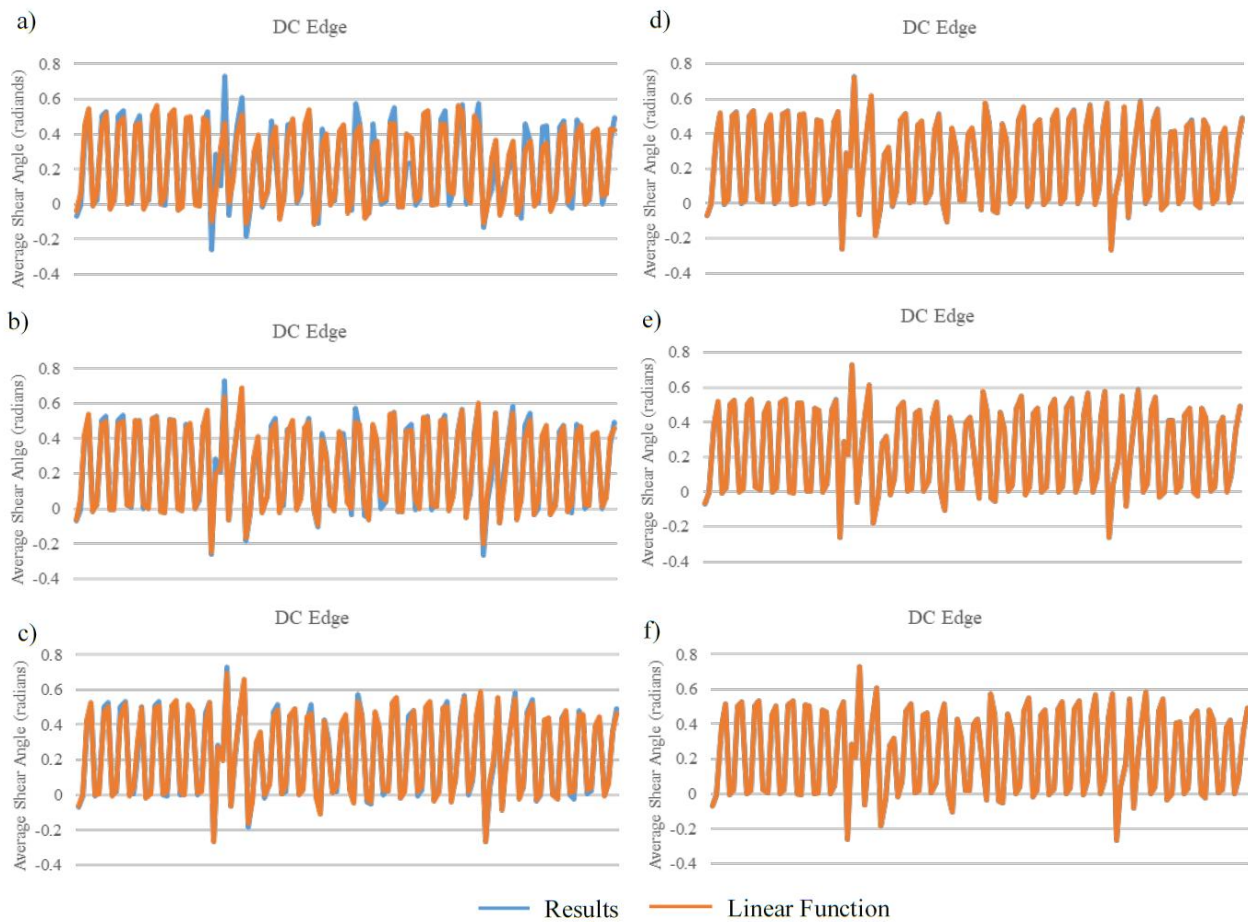 a)
DC Edge
Average Shear Angle (radiands)
0.8
0.6
0.4
0.2
0
-0.2
-0.4
b)
DC Edge
Average Shear Anlge (radians)
0.8
0.6
0.4
0.2
0
-0.2
-0.4
c)
DC Edge
Average Shear Angle (radians)
0.8
0.6
0.4
0.2
0
-0.2
-0.4
d)
DC Edge
Average Shear Angle (radians)
0.8
0.6
0.4
0.2
0
-0.2
-0.4
e)
DC Edge
Average Shear Angle (radians)
0.8
0.6
0.4
0.2
0
-0.2
-0.4
f)
DC Edge
Average Shear Angle (radians)
0.8
0.6
0.4
0.2
0
-0.2
-0.4
Results
Linear Function